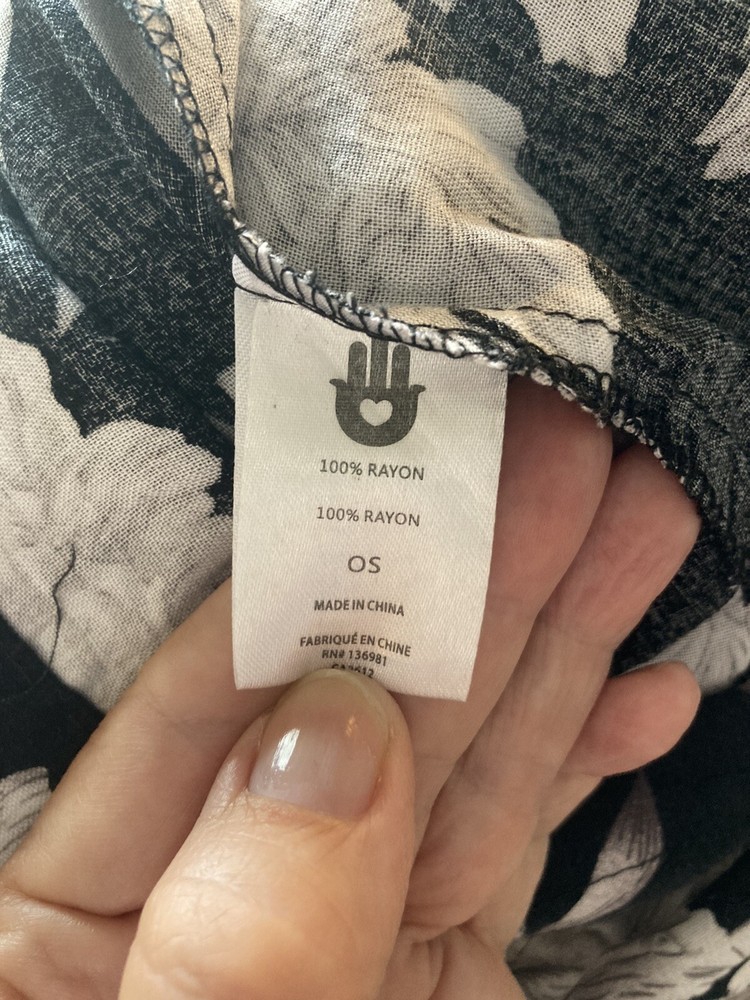 100% RAYON
100% RAYON
OS
MADE IN CHINA
FABRIQUÉ EN CHINE
RN# 136981